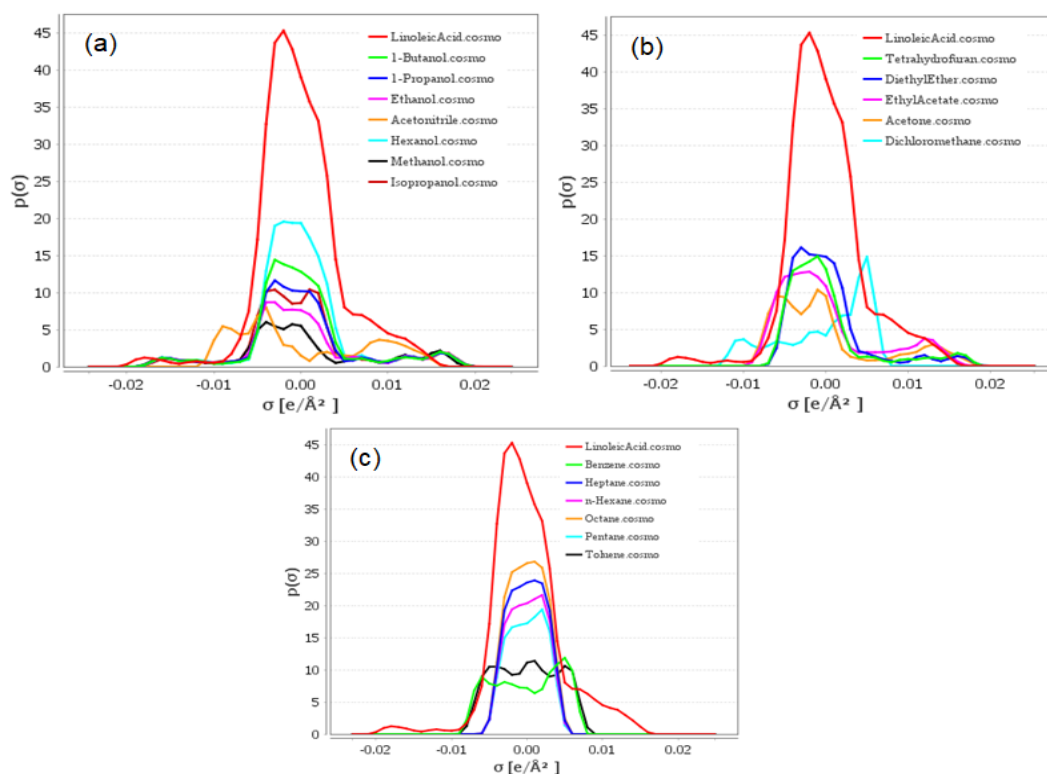 (a)
p(σ)
45
40
35
30
25
20
15
10
5
0
LinoleicAcid.cosmo
1-Butanol.cosmo
1-Propanol.cosmo
Ethanol.cosmo
Acetonitrile.cosmo
Hexanol.cosmo
Methanol.cosmo
Isopropanol.cosmo
-0.02 -0.01 0.00 0.01 0.02
σ [e/Å² ]
(b)
p(σ)
45
40
35
30
25
20
15
10
5
0
LinoleicAcid.cosmo
Tetrahydrofuran.cosmo
DiethylEther.cosmo
EthylAcetate.cosmo
Acetone.cosmo
Dichloromethane.cosmo
-0.02 -0.01 0.00 0.01 0.02
σ [e/Å² ]
(c)
p(σ)
45
40
35
30
25
20
15
10
5
0
LinoleicAcid.cosmo
Benzene.cosmo
Heptane.cosmo
n-Hexane.cosmo
Octane.cosmo
Pentane.cosmo
Toluene.cosmo
-0.02 -0.01 0.00 0.01 0.02
σ [e/Å² ]